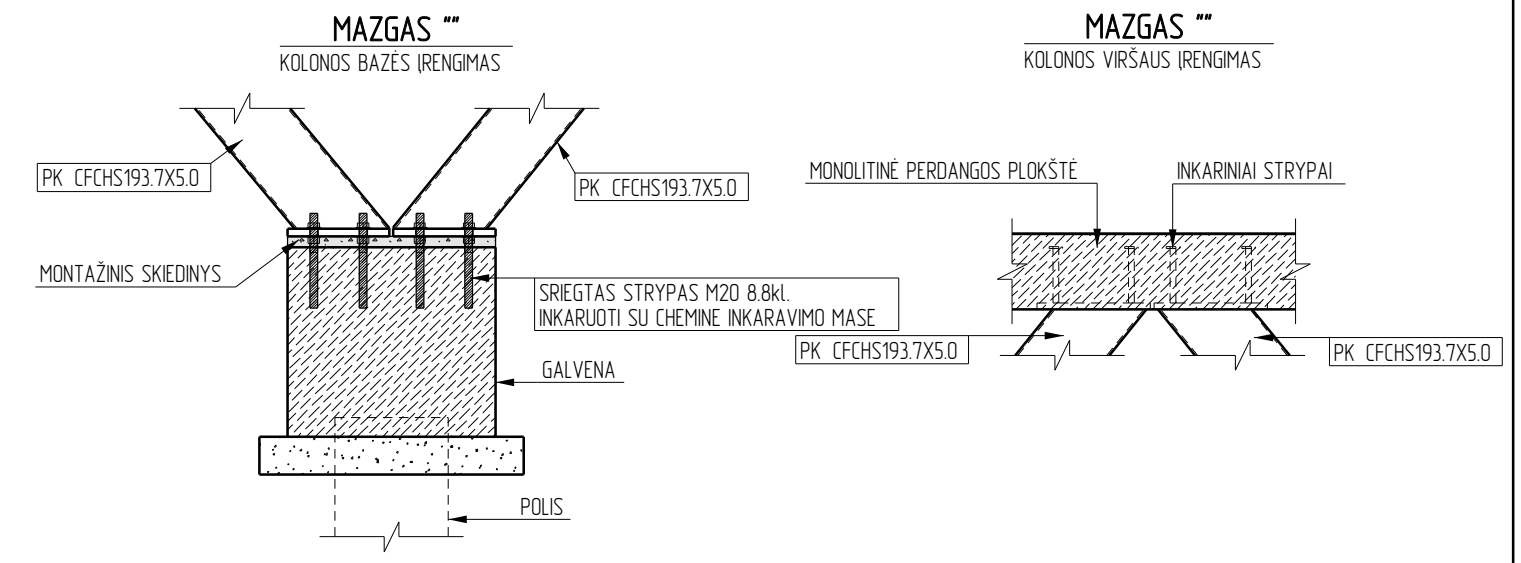 MAZGAS ""
KOLONOS BAZĖS ĮRENGIMAS
PK CFCHS193.7X5.0
PK CFCHS193.7X5.0
MONTAŽINIS SKIEDINYS
SRIEGTAS STRYPAS M20 8.8kl.
INKARUOTI SU CHEMINE INKARAVIMO MASE
GALVENA
POLIS
MAZGAS ""
KOLONOS VIRŠAUS ĮRENGIMAS
MONOLITINĖ PERDANGOS PLOKŠTĖ
INKARINIAI STRYPAI
PK CFCHS193.7X5.0
PK CFCHS193.7X5.0